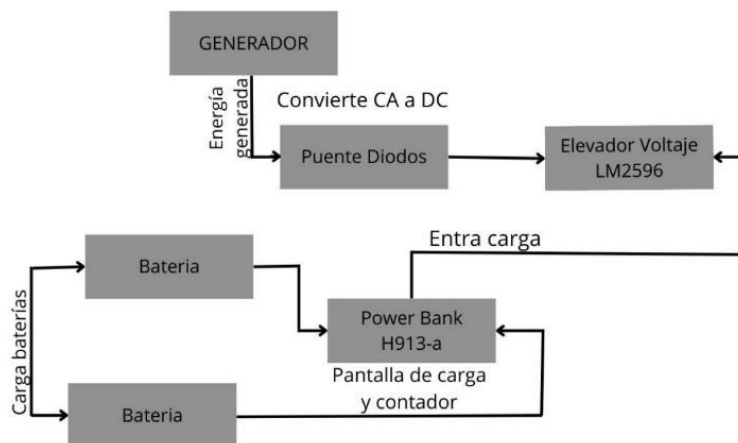 GENERADOR
Energía
generada
Convierte CA a DC
Puente Diodos
Elevador Voltaje
LM2596
Entra carga
Bateria
Carga baterías
Power Bank
H913-a
Pantalla de carga
y contador
Bateria